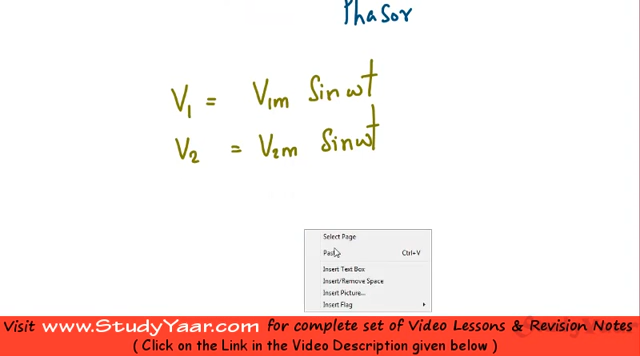 Phasor
V1 = V1m Sinωt
V2 = V2m Sinωt
Select Page
Paste Ctrl+V
Insert Text Box
Insert/Remove Space
Insert Picture...
Insert Flag
Visit www.StudyYaar.com for complete set of Video Lessons & Revision Notes
( Click on the Link in the Video Description given below )